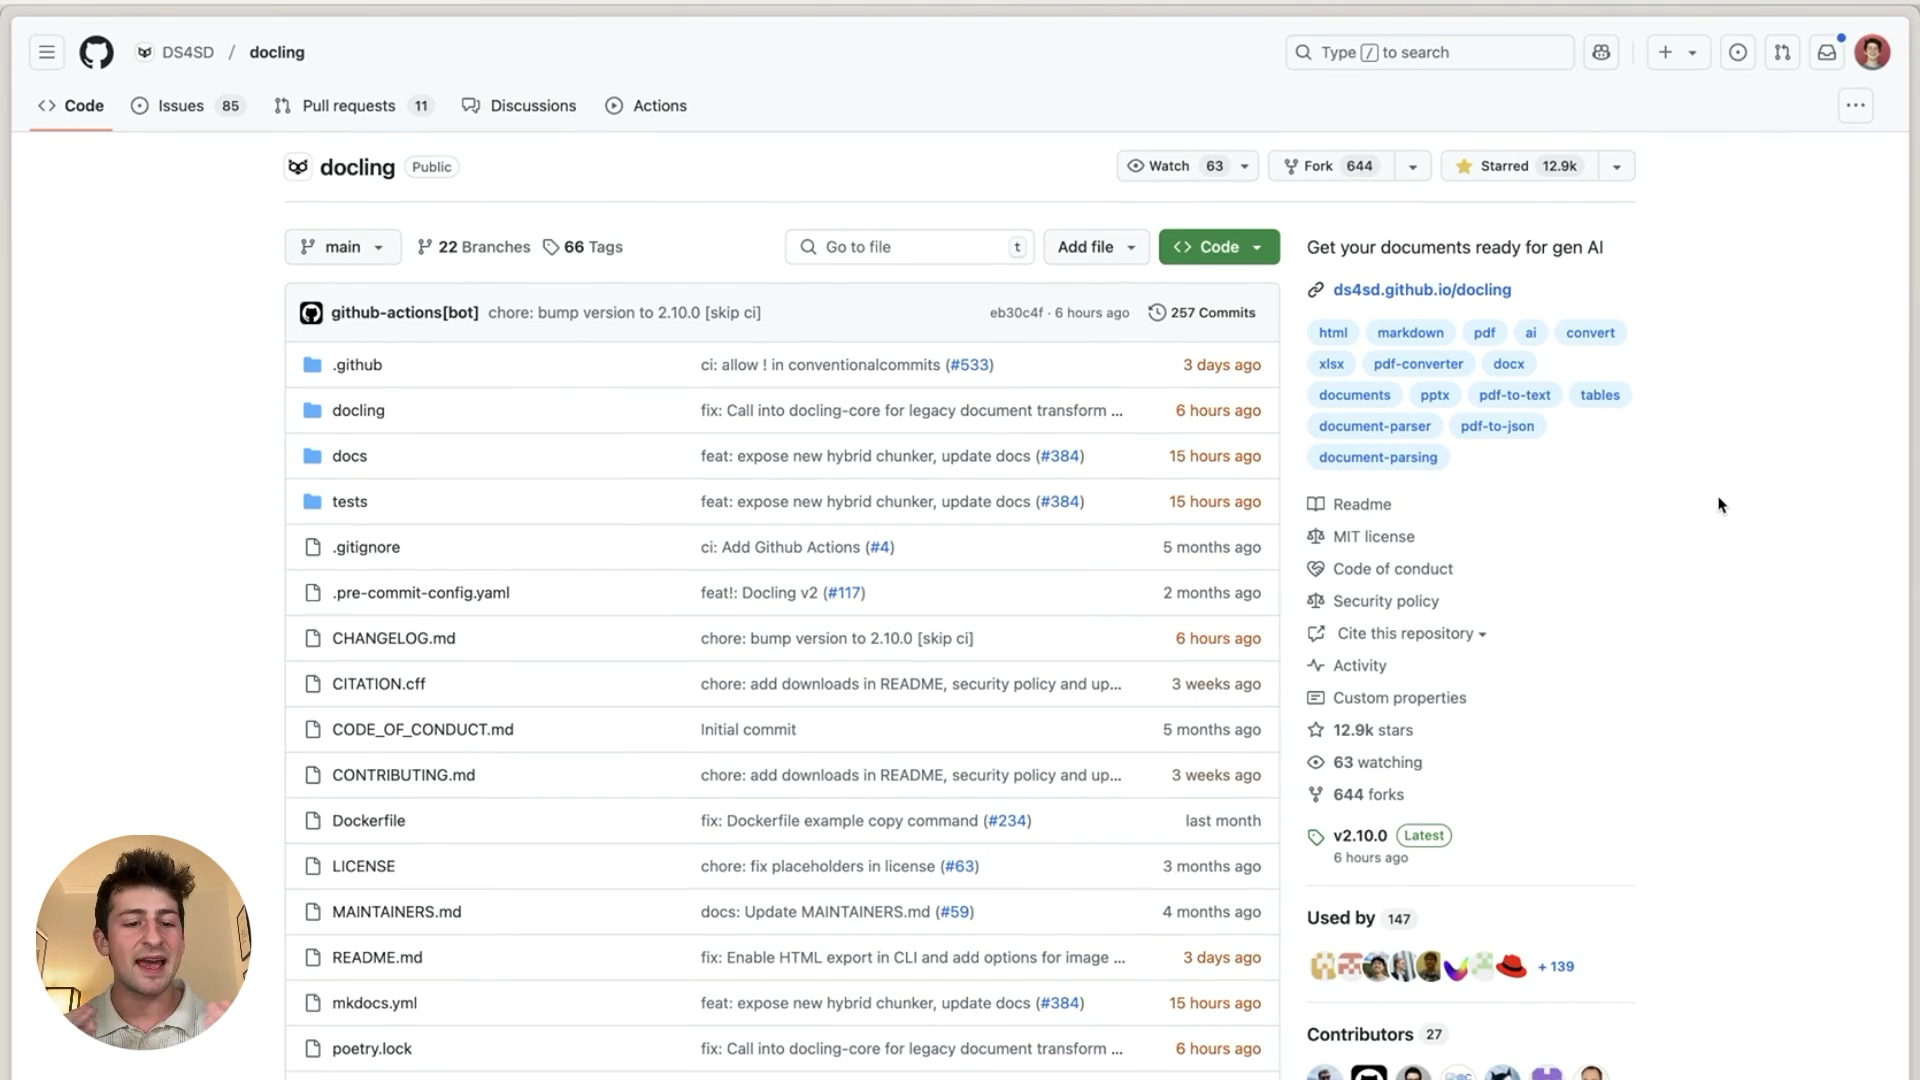 DS4SD / docling
Type / to search
Code
Issues 85
Pull requests 11
Discussions
Actions
docling Public
Watch 63
Fork 644
Starred 12.9k
main
22 Branches
66 Tags
Go to file t
Add file
Code
github-actions[bot] chore: bump version to 2.10.0 [skip ci] eb30c4f · 6 hours ago 257 Commits
.github ci: allow ! in conventionalcommits (#533) 3 days ago
docling fix: Call into docling-core for legacy document transform ... 6 hours ago
docs feat: expose new hybrid chunker, update docs (#384) 15 hours ago
tests feat: expose new hybrid chunker, update docs (#384) 15 hours ago
.gitignore ci: Add Github Actions (#4) 5 months ago
.pre-commit-config.yaml feat!: Docling v2 (#117) 2 months ago
CHANGELOG.md chore: bump version to 2.10.0 [skip ci] 6 hours ago
CITATION.cff chore: add downloads in README, security policy and up... 3 weeks ago
CODE_OF_CONDUCT.md Initial commit 5 months ago
CONTRIBUTING.md chore: add downloads in README, security policy and up... 3 weeks ago
Dockerfile fix: Dockerfile example copy command (#234) last month
LICENSE chore: fix placeholders in license (#63) 3 months ago
MAINTAINERS.md docs: Update MAINTAINERS.md (#59) 4 months ago
README.md fix: Enable HTML export in CLI and add options for image ... 3 days ago
mkdocs.yml feat: expose new hybrid chunker, update docs (#384) 15 hours ago
poetry.lock fix: Call into docling-core for legacy document transform ... 6 hours ago
Get your documents ready for gen AI
ds4sd.github.io/docling
html markdown pdf ai convert
xlsx pdf-converter docx
documents pptx pdf-to-text tables
document-parser pdf-to-json
document-parsing
Readme
MIT license
Code of conduct
Security policy
Cite this repository
Activity
Custom properties
12.9k stars
63 watching
644 forks
v2.10.0 Latest
6 hours ago
Used by 147
+ 139
Contributors 27